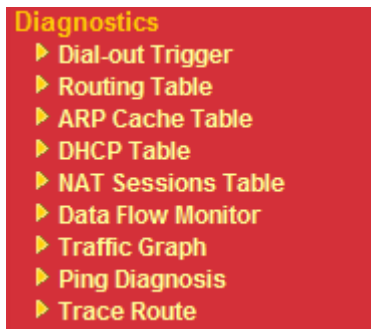 Diagnostics
Dial-out Trigger
Routing Table
ARP Cache Table
DHCP Table
NAT Sessions Table
Data Flow Monitor
Traffic Graph
Ping Diagnosis
Trace Route